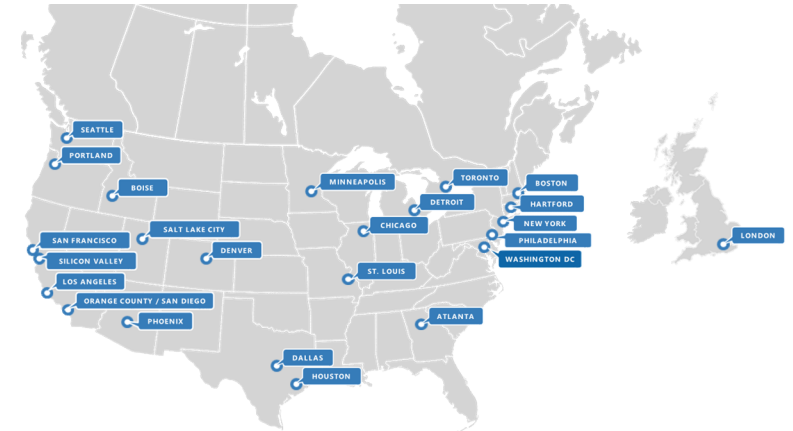 SEATTLE
PORTLAND
BOISE
MINNEAPOLIS
TORONTO
BOSTON
DETROIT
HARTFORD
SALT LAKE CITY
CHICAGO
NEW YORK
SAN FRANCISCO
PHILADELPHIA
LONDON
DENVER
SILICON VALLEY
WASHINGTON DC
ST. LOUIS
LOS ANGELES
ORANGE COUNTY / SAN DIEGO
PHOENIX
ATLANTA
DALLAS
HOUSTON